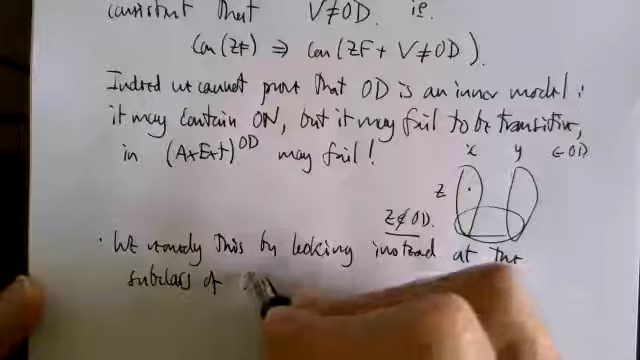 consistent that V≠OD. ie.
Con(ZF) ⇒ Con(ZF + V≠OD).
Indeed we cannot prove that OD is an inner model:
it may contain ON, but it may fail to be transitive,
in (AxExt)^OD may fail!
x y ∈ OD
z
z∉OD.
· We remedy this by looking instead at the
subclass of